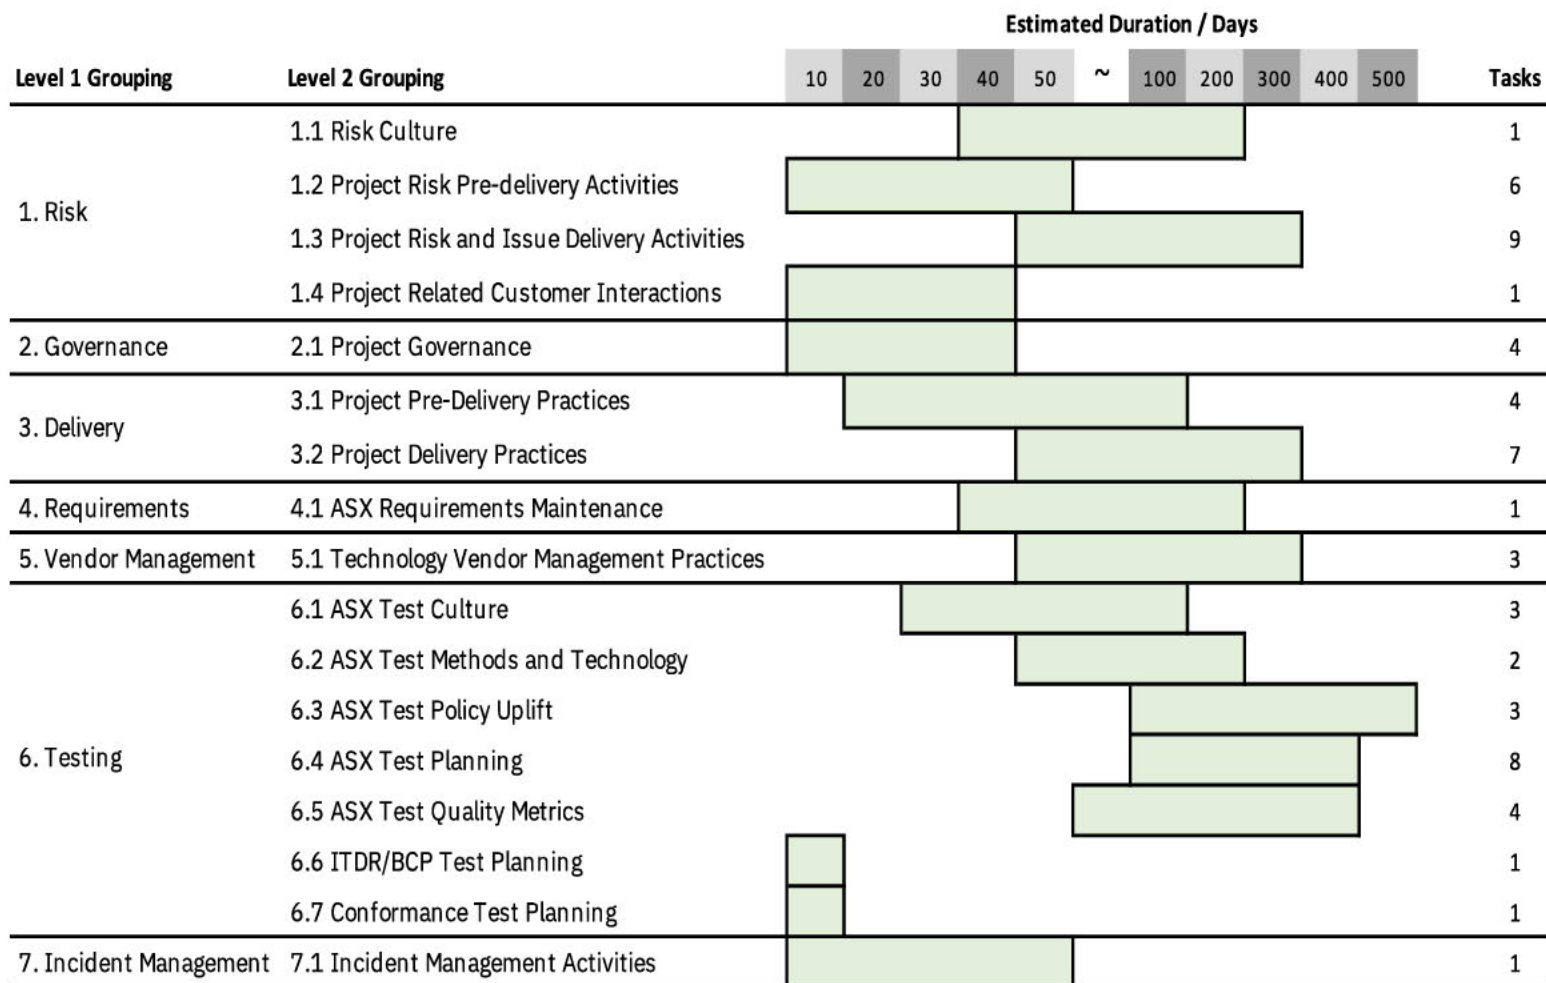 Estimated Duration / Days
Level 1 Grouping Level 2 Grouping 10 20 30 40 50 ~ 100 200 300 400 500 Tasks
1. Risk
1.1 Risk Culture 1
1.2 Project Risk Pre-delivery Activities 6
1.3 Project Risk and Issue Delivery Activities 9
1.4 Project Related Customer Interactions 1
2. Governance 2.1 Project Governance 4
3. Delivery
3.1 Project Pre-Delivery Practices 4
3.2 Project Delivery Practices 7
4. Requirements 4.1 ASX Requirements Maintenance 1
5. Vendor Management 5.1 Technology Vendor Management Practices 3
6. Testing
6.1 ASX Test Culture 3
6.2 ASX Test Methods and Technology 2
6.3 ASX Test Policy Uplift 3
6.4 ASX Test Planning 8
6.5 ASX Test Quality Metrics 4
6.6 ITDR/BCP Test Planning 1
6.7 Conformance Test Planning 1
7. Incident Management 7.1 Incident Management Activities 1